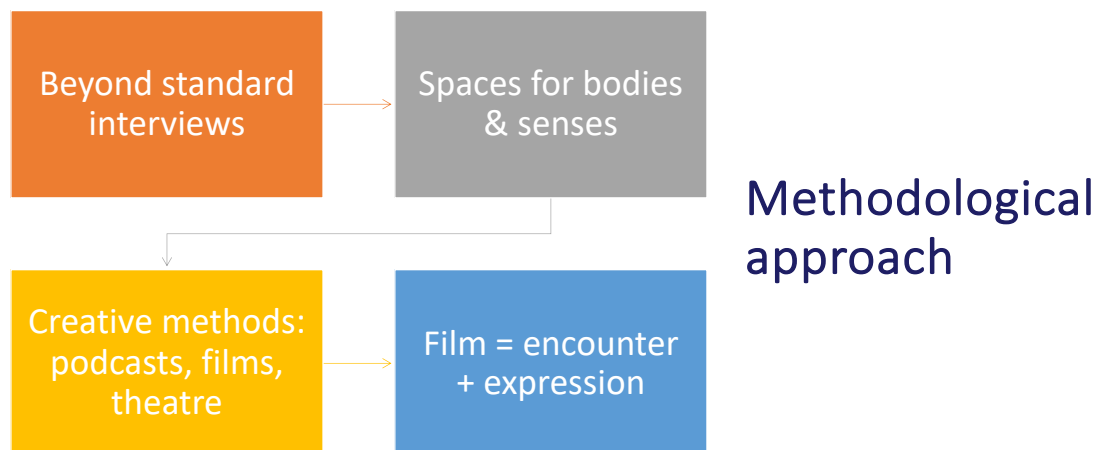 Beyond standard
interviews
Spaces for bodies
& senses
Creative methods:
podcasts, films,
theatre
Film = encounter
+ expression
Methodological
approach